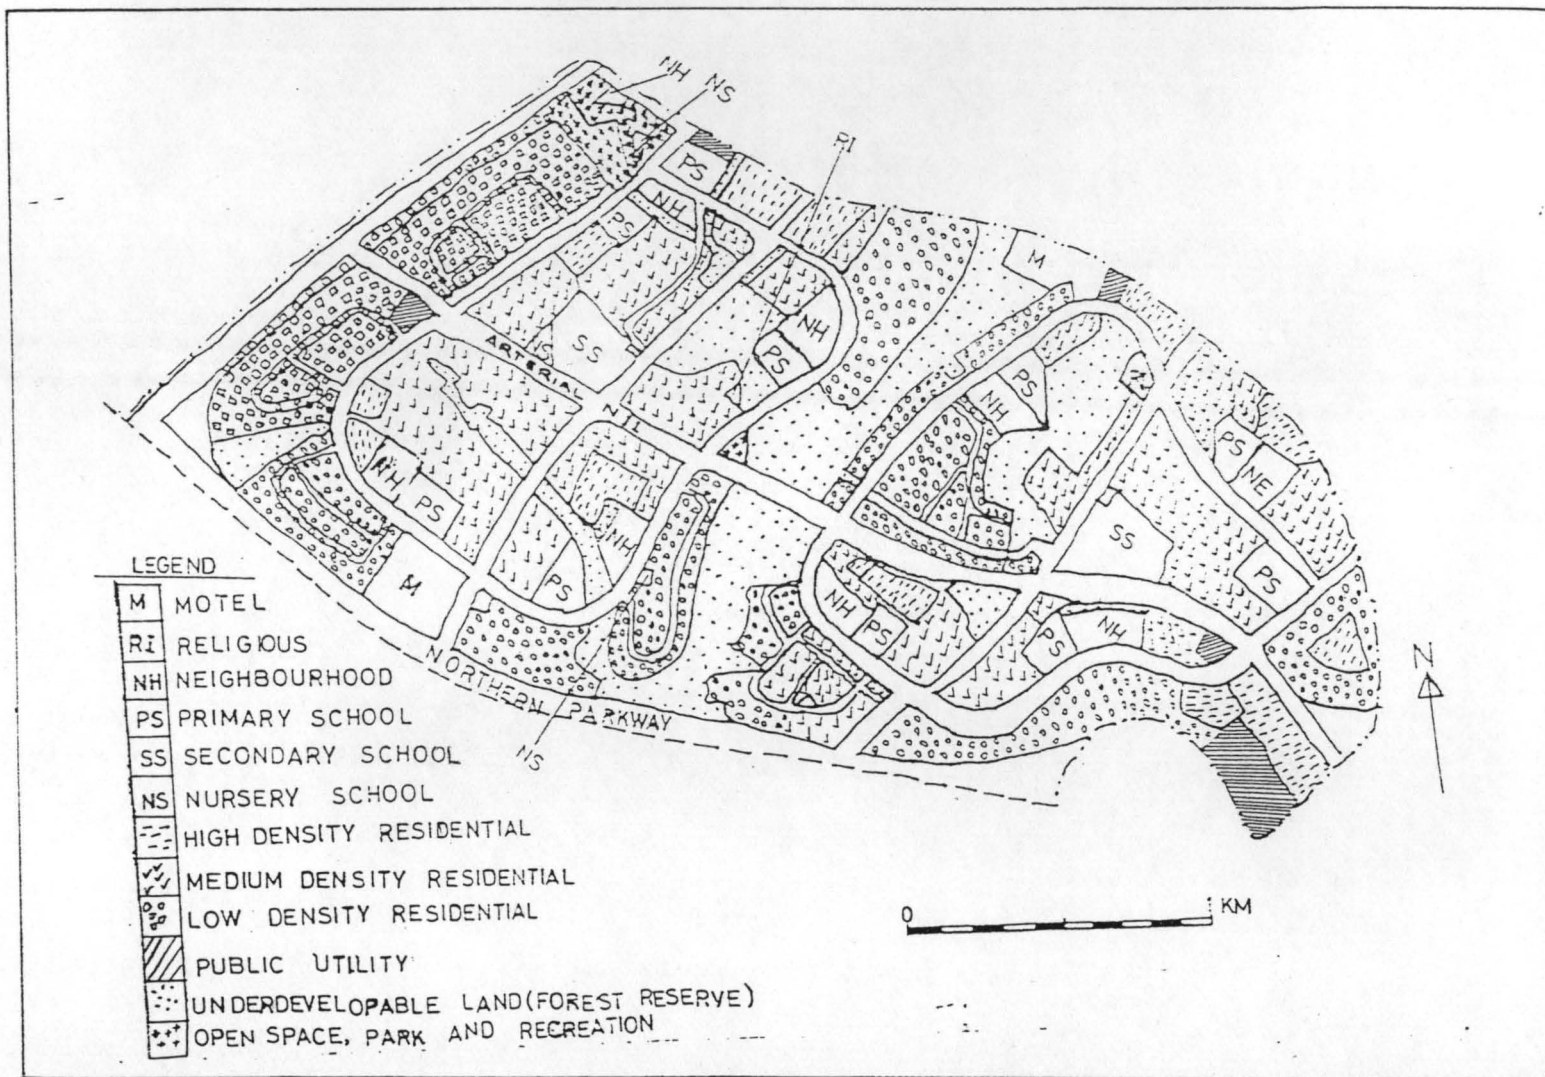 NH NS
RI
PS
NH
PS
M
NS
SS
NH
ARTERIAL
PS
PS
NH
PS
NE
NH
PS
SS
NH
PS
PS
M
NH
PS
PS
NH
NORTHERN PARKWAY
NS
N
LEGEND
M MOTEL
RI RELIGIOUS
NH NEIGHBOURHOOD
PS PRIMARY SCHOOL
SS SECONDARY SCHOOL
NS NURSERY SCHOOL
HIGH DENSITY RESIDENTIAL
MEDIUM DENSITY RESIDENTIAL
LOW DENSITY RESIDENTIAL
PUBLIC UTILITY
UNDERDEVELOPABLE LAND (FOREST RESERVE)
OPEN SPACE, PARK AND RECREATION
0 1 KM